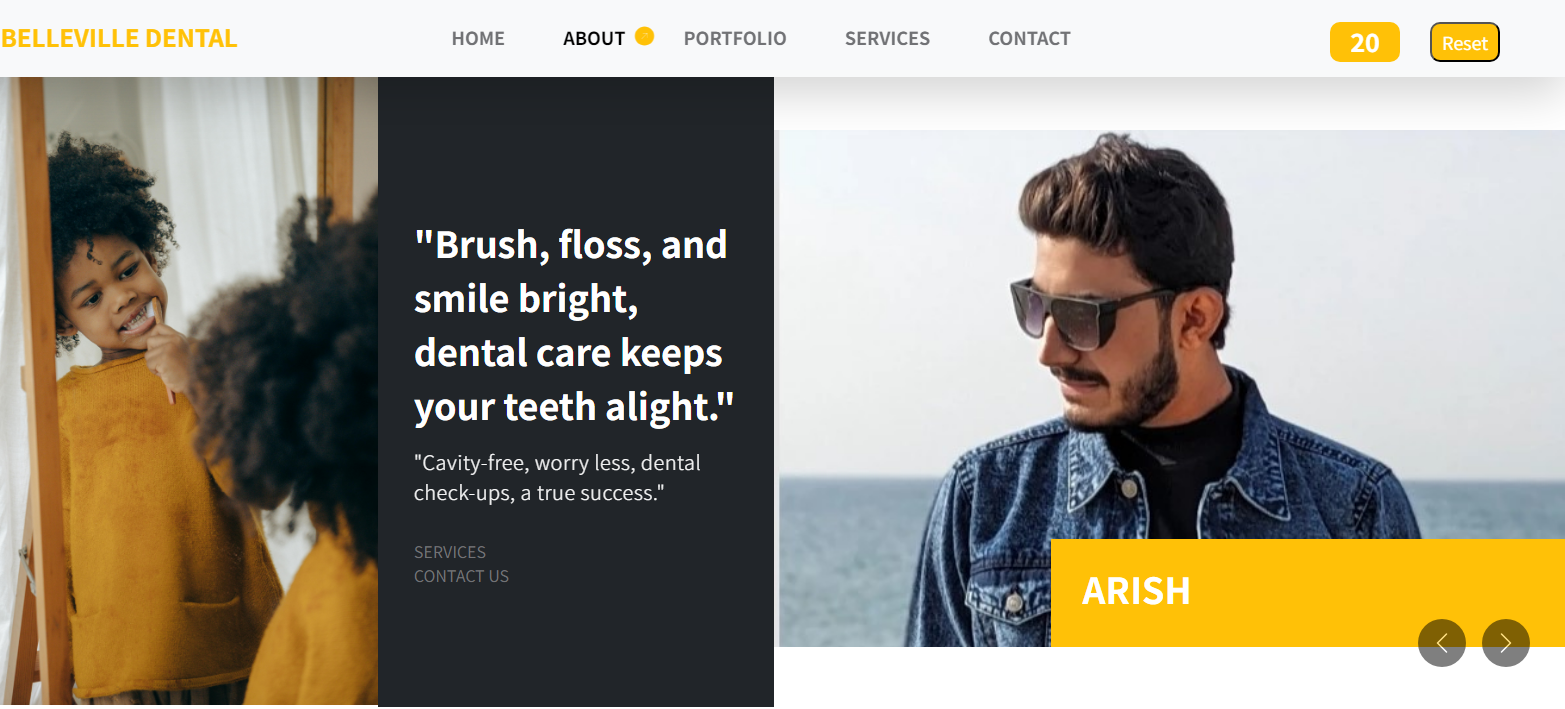 BELLEVILLE DENTAL
HOME
ABOUT
PORTFOLIO
SERVICES
CONTACT
20
Reset
"Brush, floss, and
smile bright,
dental care keeps
your teeth alight."
"Cavity-free, worry less, dental
check-ups, a true success."
SERVICES
CONTACT US
ARISH